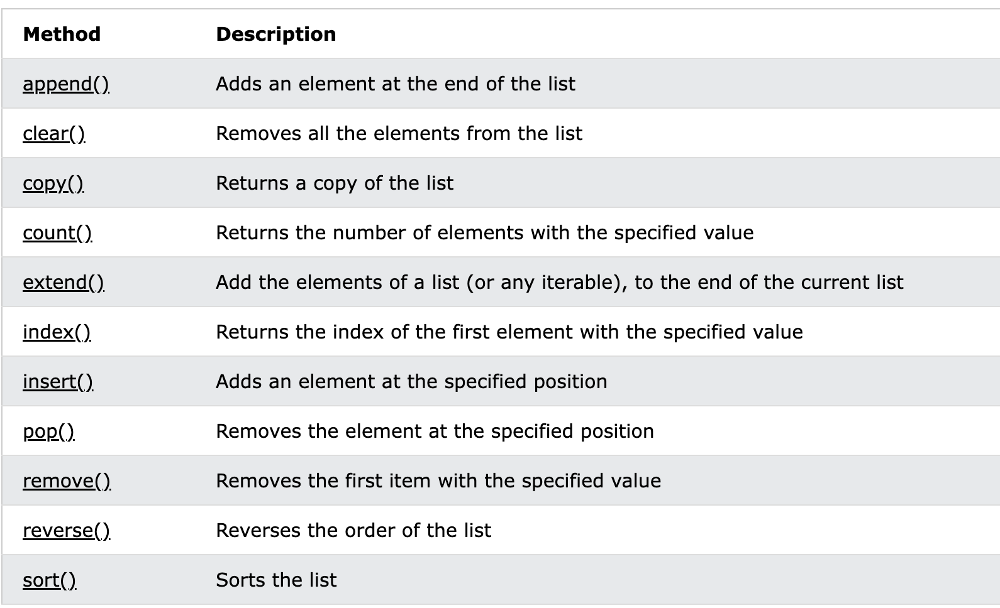 Method Description
append() Adds an element at the end of the list
clear() Removes all the elements from the list
copy() Returns a copy of the list
count() Returns the number of elements with the specified value
extend() Add the elements of a list (or any iterable), to the end of the current list
index() Returns the index of the first element with the specified value
insert() Adds an element at the specified position
pop() Removes the element at the specified position
remove() Removes the first item with the specified value
reverse() Reverses the order of the list
sort() Sorts the list